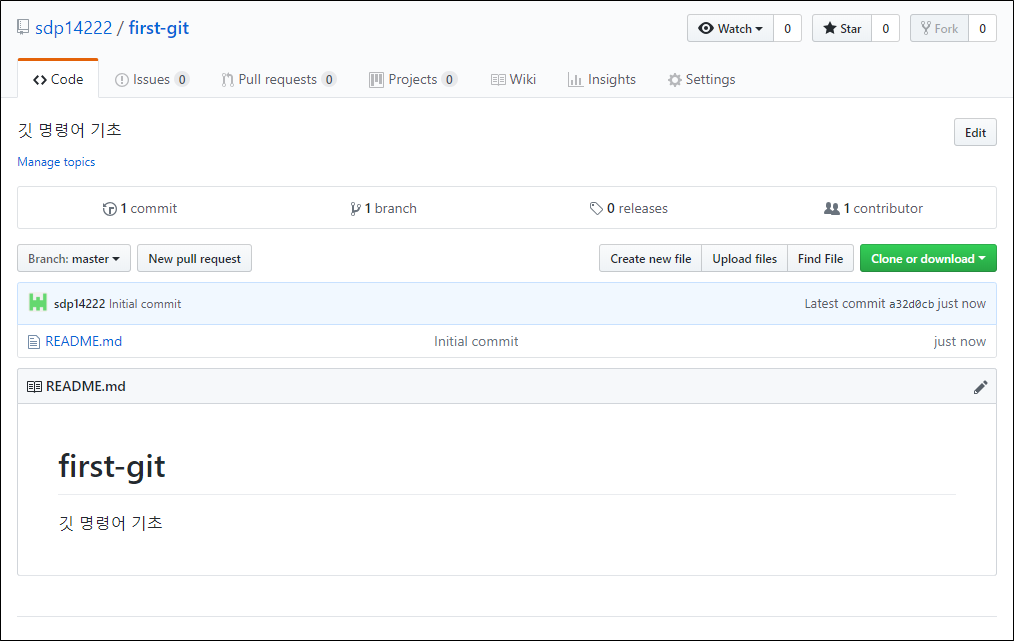 sdp14222 / first-git
Watch 0 Star 0 Fork 0
Code Issues 0 Pull requests 0 Projects 0 Wiki Insights Settings
깃 명령어 기초
Edit
Manage topics
1 commit 1 branch 0 releases 1 contributor
Branch: master New pull request Create new file Upload files Find File Clone or download
sdp14222 Initial commit Latest commit a32d0cb just now
README.md Initial commit just now
README.md
first-git
깃 명령어 기초